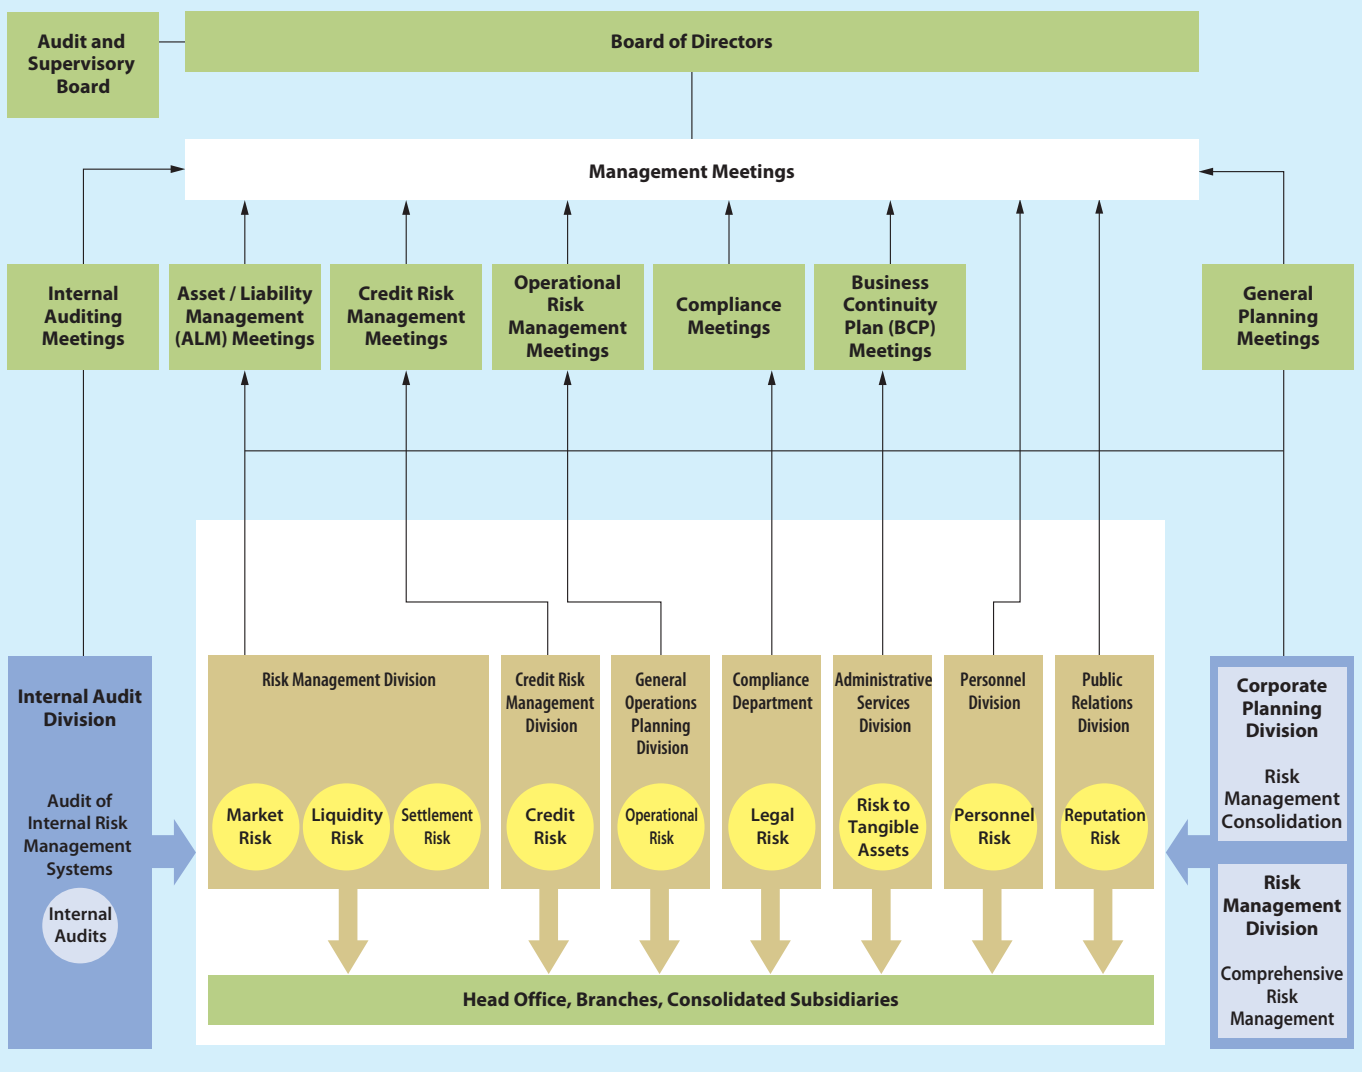 Audit and
Supervisory
Board
Board of Directors
Management Meetings
Internal
Auditing
Meetings
Asset / Liability
Management
(ALM) Meetings
Credit Risk
Management
Meetings
Operational
Risk
Management
Meetings
Compliance
Meetings
Business
Continuity
Plan (BCP)
Meetings
General
Planning
Meetings
Internal Audit
Division
Audit of
Internal Risk
Management
Systems
Internal
Audits
Risk Management Division
Market
Risk
Liquidity
Risk
Settlement
Risk
Credit Risk
Management
Division
Credit
Risk
General
Operations
Planning
Division
Operational
Risk
Compliance
Department
Legal
Risk
Administrative
Services
Division
Risk to
Tangible
Assets
Personnel
Division
Personnel
Risk
Public
Relations
Division
Reputation
Risk
Corporate
Planning
Division
Risk
Management
Consolidation
Risk
Management
Division
Comprehensive
Risk
Management
Head Office, Branches, Consolidated Subsidiaries